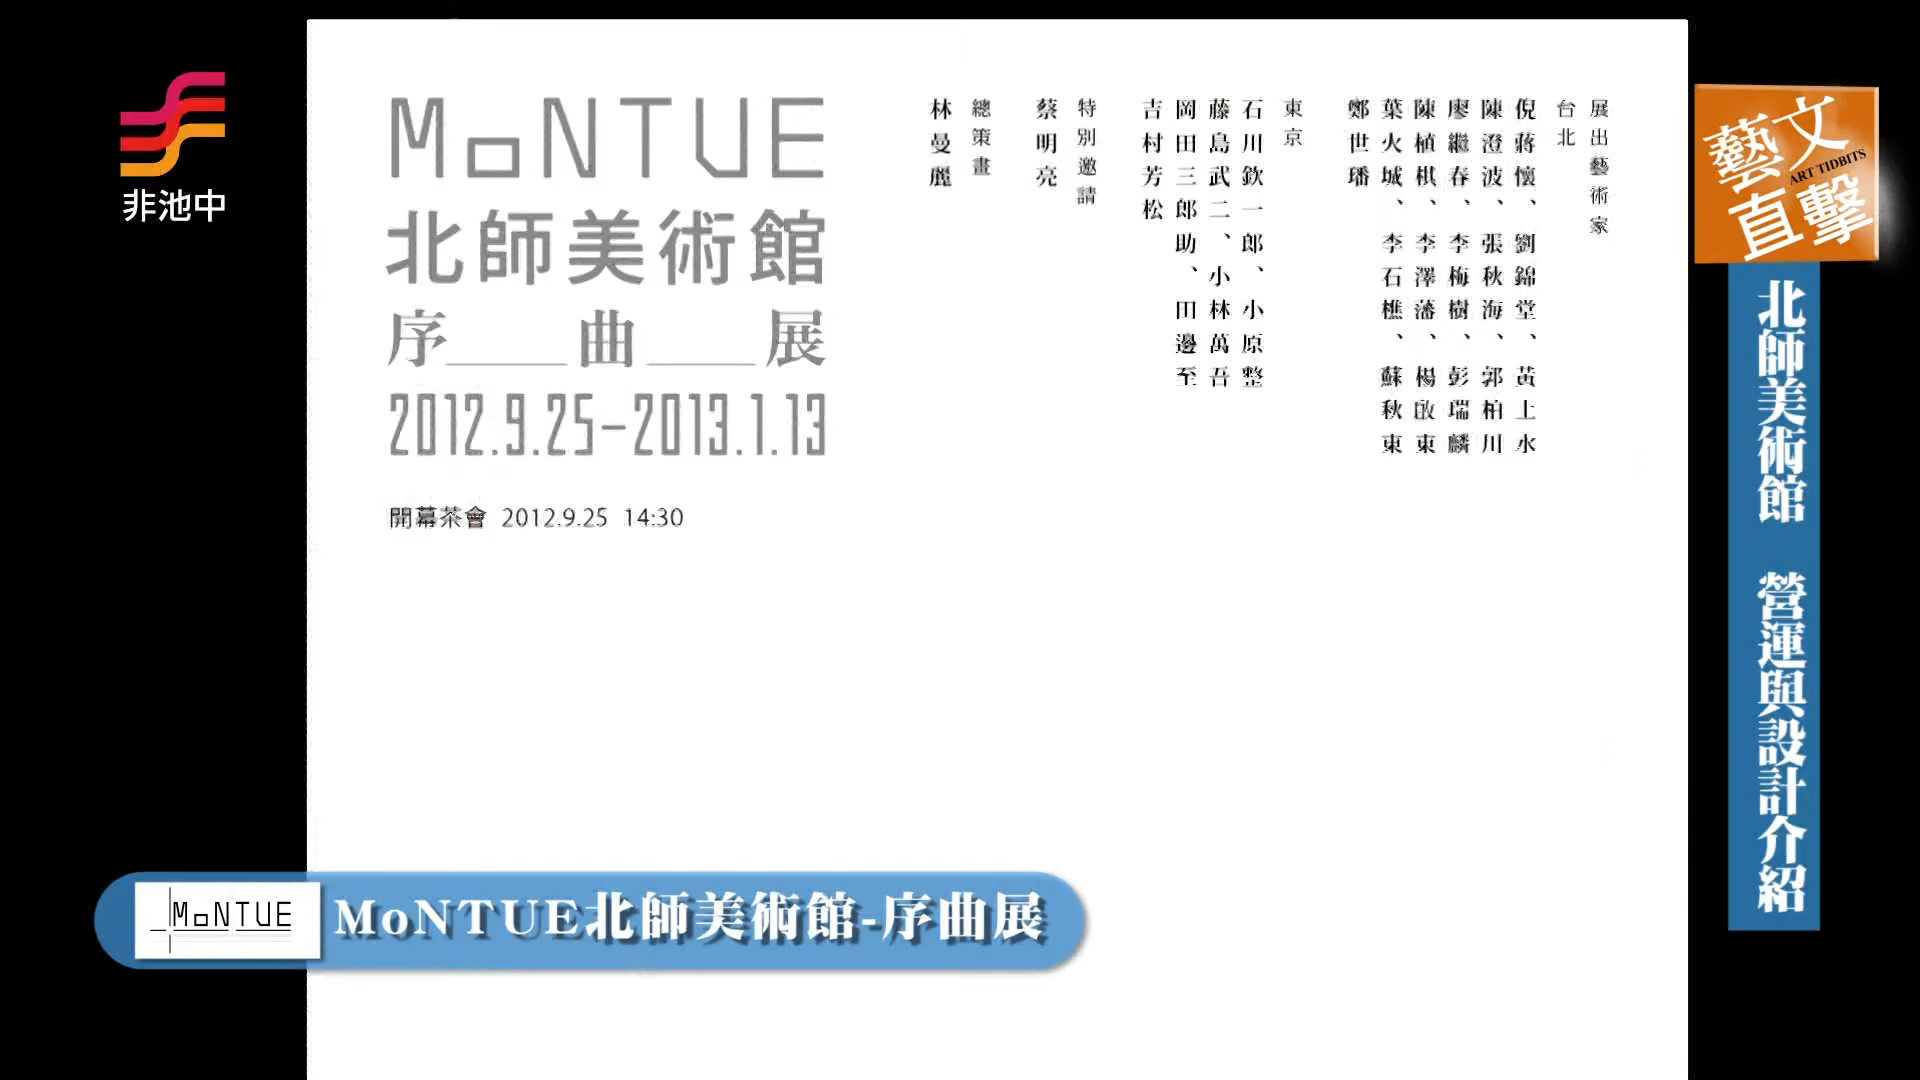 非池中
MoNTUE
北師美術館
序＿曲＿展
2012.9.25-2013.1.13
開幕茶會 2012.9.25 14:30
展出藝術家
台北
倪蔣懷、劉錦堂、黃土水
陳澄波、張秋海、郭柏川
廖繼春、李梅樹、彭瑞麟
陳植棋、李澤藩、楊啟東
葉火城、李石樵、蘇秋東
鄭世璠
東京
石川欽一郎、小原整
藤島武二、小林萬吾
岡田三郎助、田邊至
吉村芳松
特別邀請
蔡明亮
總策畫
林曼麗
藝文直擊
ART TIDBITS
北師美術館 營運與設計介紹
MoNTUE
MoNTUE北師美術館-序曲展